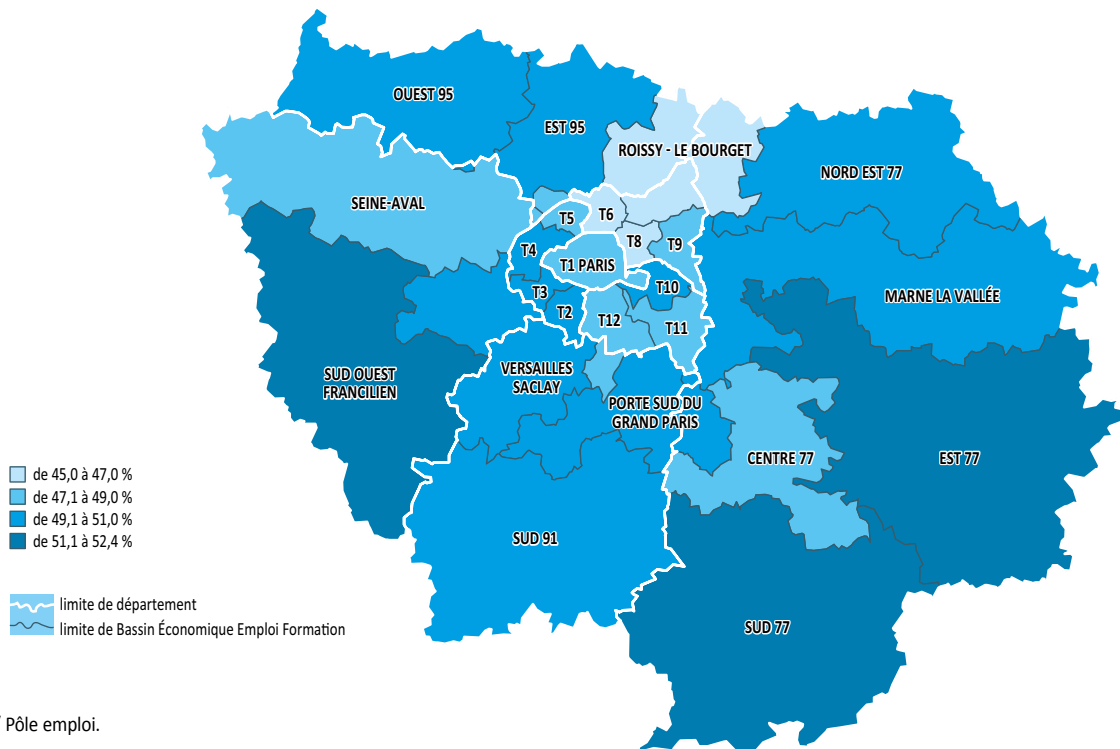 OUEST 95
EST 95
ROISSY - LE BOURGET
NORD EST 77
SEINE-AVAL
T5
T6
T4
T8
T9
T1 PARIS
T3
T10
T2
T12
T11
MARNE LA VALLÉE
SUD OUEST
FRANCILIEN
VERSAILLES
SACLAY
PORTE SUD DU
GRAND PARIS
CENTRE 77
EST 77
SUD 91
SUD 77
de 45,0 à 47,0 %
de 47,1 à 49,0 %
de 49,1 à 51,0 %
de 51,1 à 52,4 %
limite de département
limite de Bassin Économique Emploi Formation
Pôle emploi.